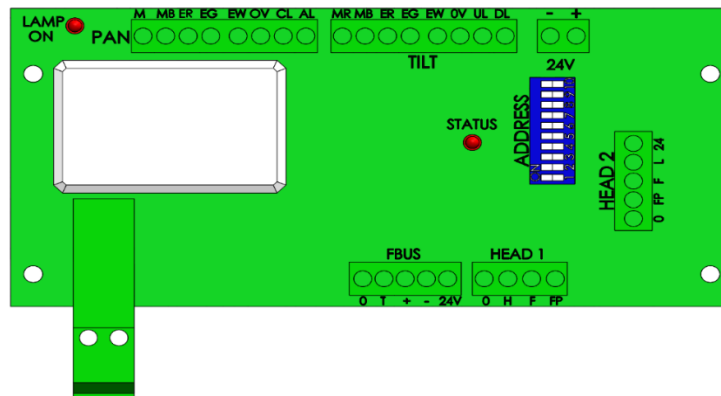 LAMP
ON
PAN
M MB ER EG EW OV CL AL
MR MB ER EG EW 0V UL DL
TILT
- +
24V
STATUS
ADDRESS
ON
1 2 3 4 5 6 7 8 9 10
HEAD 2
0 FP F L 24
FBUS
0 T + - 24V
HEAD 1
0 H F FP